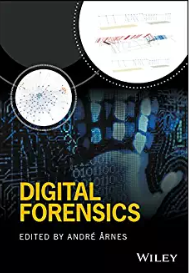 DIGITAL
FORENSICS
EDITED BY ANDRÉ ÅRNES
WILEY